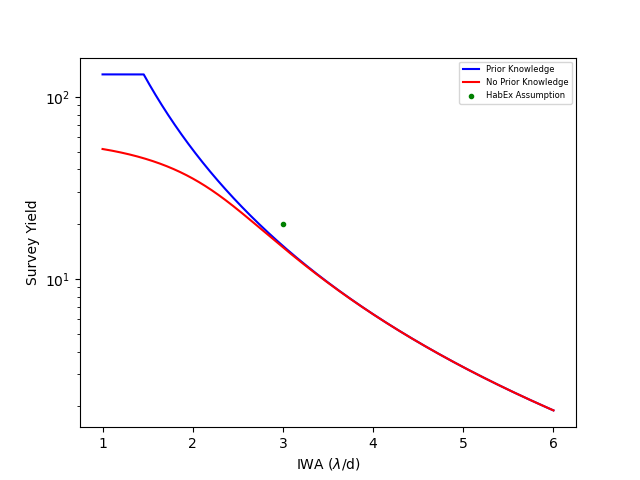 Prior Knowledge
No Prior Knowledge
HabEx Assumption
10²
10¹
Survey Yield
1 2 3 4 5 6
IWA (λ/d)